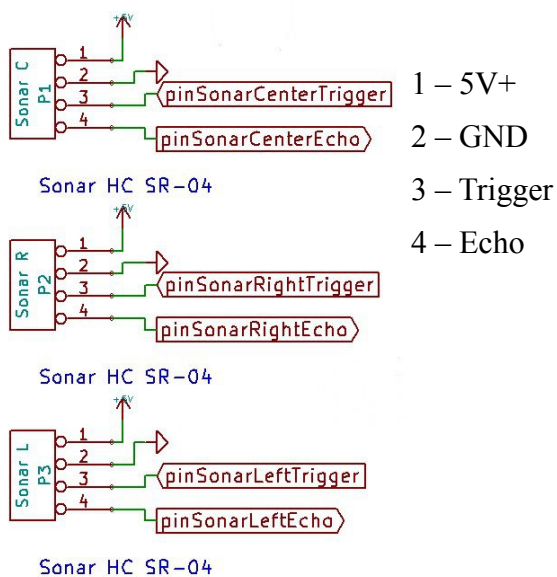 +5V
Sonar C
P1
1
2
3
4
pinSonarCenterTrigger
pinSonarCenterEcho
Sonar HC SR-04
+5V
Sonar R
P2
1
2
3
4
pinSonarRightTrigger
pinSonarRightEcho
Sonar HC SR-04
+5V
Sonar L
P3
1
2
3
4
pinSonarLeftTrigger
pinSonarLeftEcho
Sonar HC SR-04
1 – 5V+
2 – GND
3 – Trigger
4 – Echo